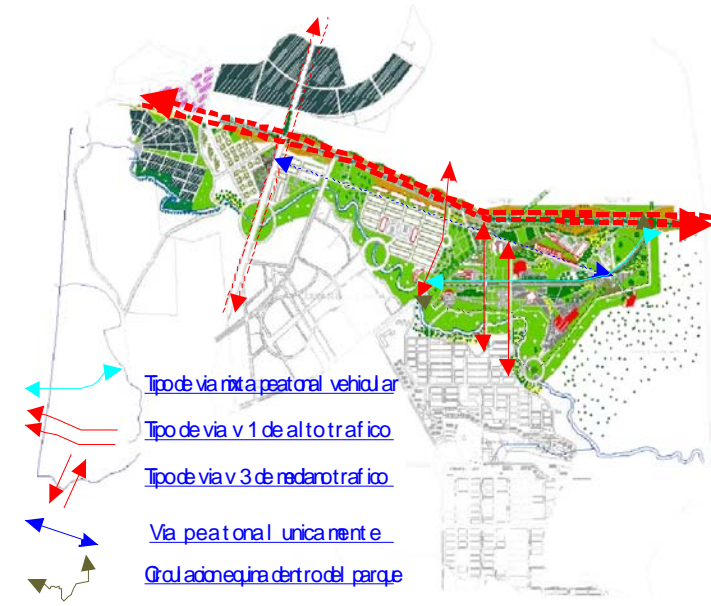 Tipo de via mixta peatonal vehicular
Tipo de via v 1 de alto trafico
Tipo de via v 3 de medano trafico
Via peatonal unicamente
Circulacion equina dentro del parque